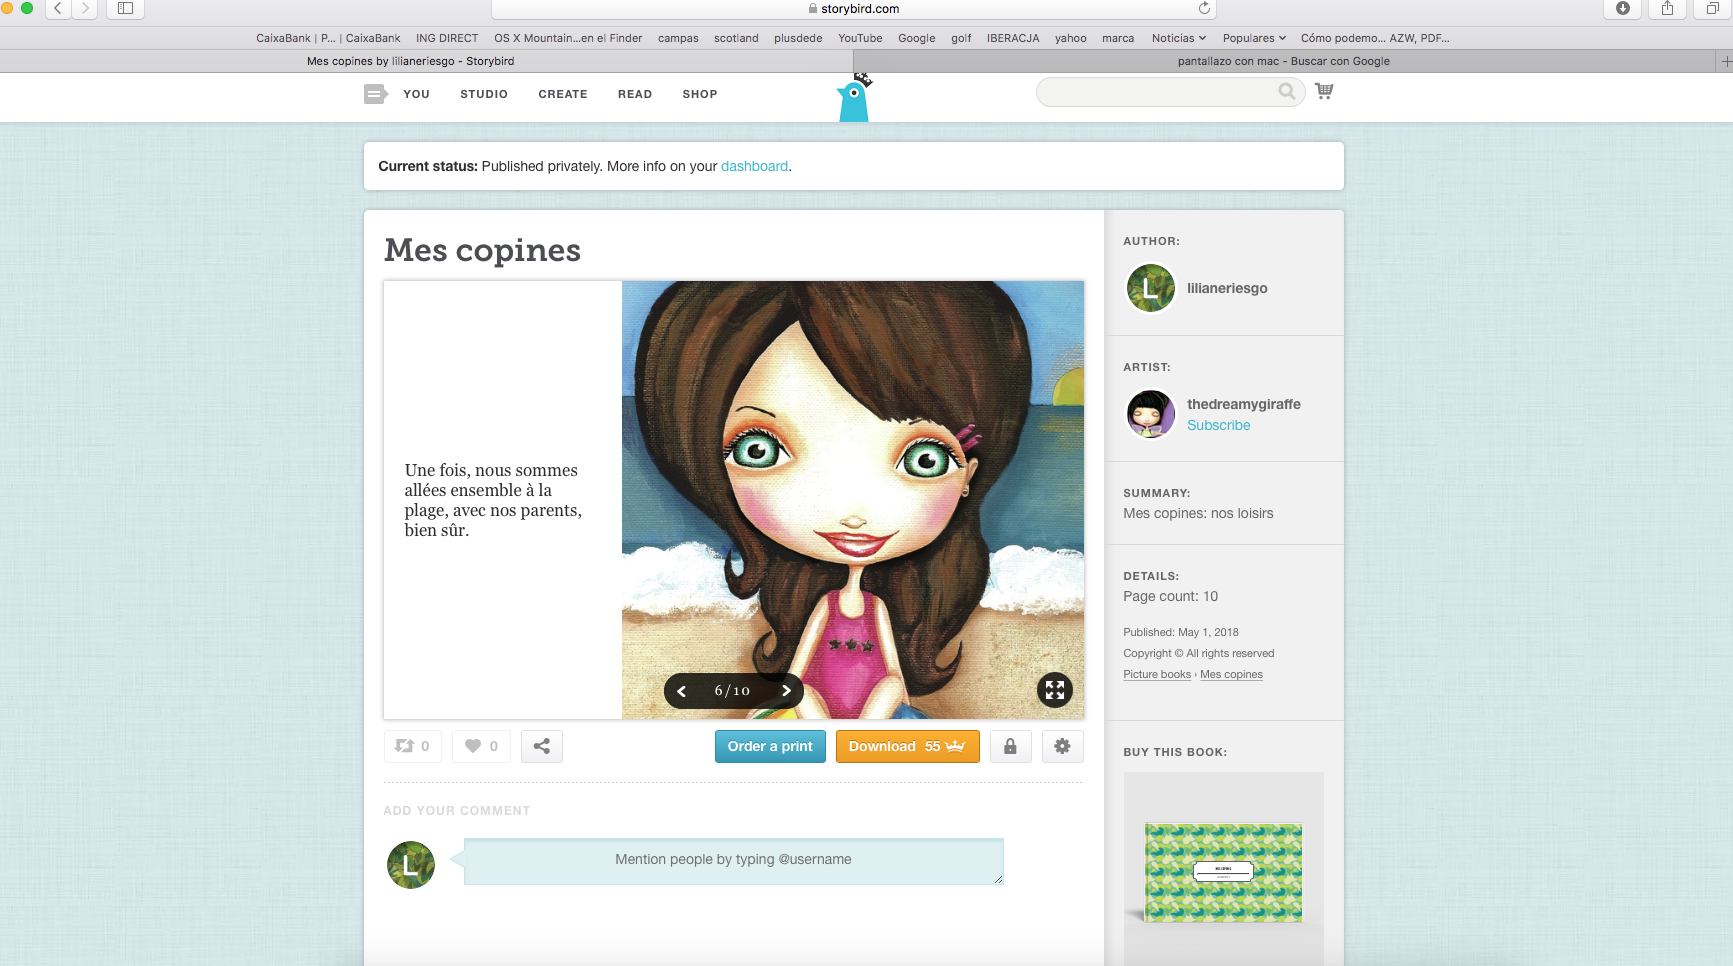 storybird.com
CaixaBank | P... | CaixaBank
ING DIRECT
OS X Mountain...en el Finder
campas
scotland
plusdede
YouTube
Google
golf
IBERACJA
yahoo
marca
Noticias
Populares
Cómo podemo... AZW, PDF...
Mes copines by lilianeriesgo - Storybird
pantallazo con mac - Buscar con Google
YOU
STUDIO
CREATE
READ
SHOP
Current status: Published privately. More info on your dashboard.
Mes copines
Une fois, nous sommes
allées ensemble à la
plage, avec nos parents,
bien sûr.
6/10
0
0
Order a print
Download 55
ADD YOUR COMMENT
L
Mention people by typing @username
AUTHOR:
L
lilianeriesgo
ARTIST:
thedreamygiraffe
Subscribe
SUMMARY:
Mes copines: nos loisirs
DETAILS:
Page count: 10
Published: May 1, 2018
Copyright © All rights reserved
Picture books › Mes copines
BUY THIS BOOK:
MES COPINES